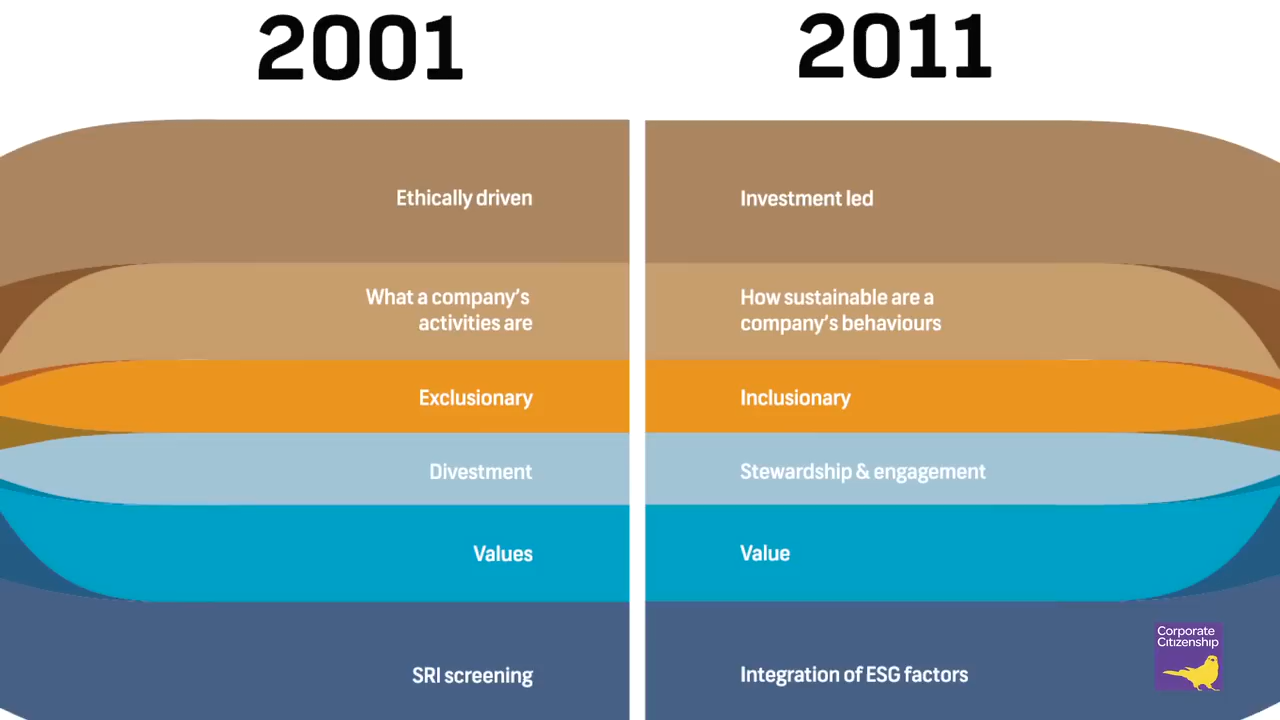 2001
2011
Ethically driven
Investment led
What a company's
activities are
How sustainable are a
company's behaviours
Exclusionary
Inclusionary
Divestment
Stewardship & engagement
Values
Value
SRI screening
Integration of ESG factors
Corporate
Citizenship